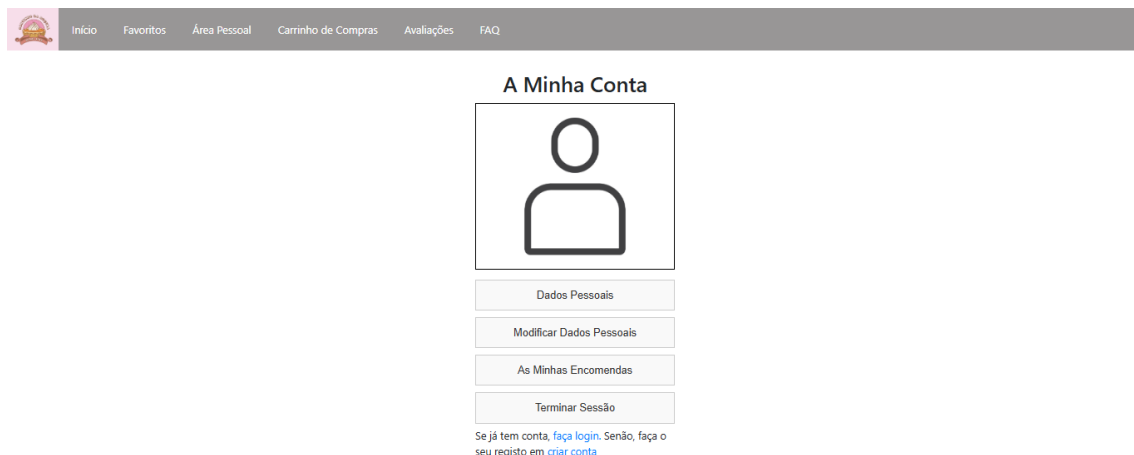 Início Favoritos Área Pessoal Carrinho de Compras Avaliações FAQ
A Minha Conta
Dados Pessoais
Modificar Dados Pessoais
As Minhas Encomendas
Terminar Sessão
Se já tem conta, faça login. Senão, faça o
seu registo em criar conta